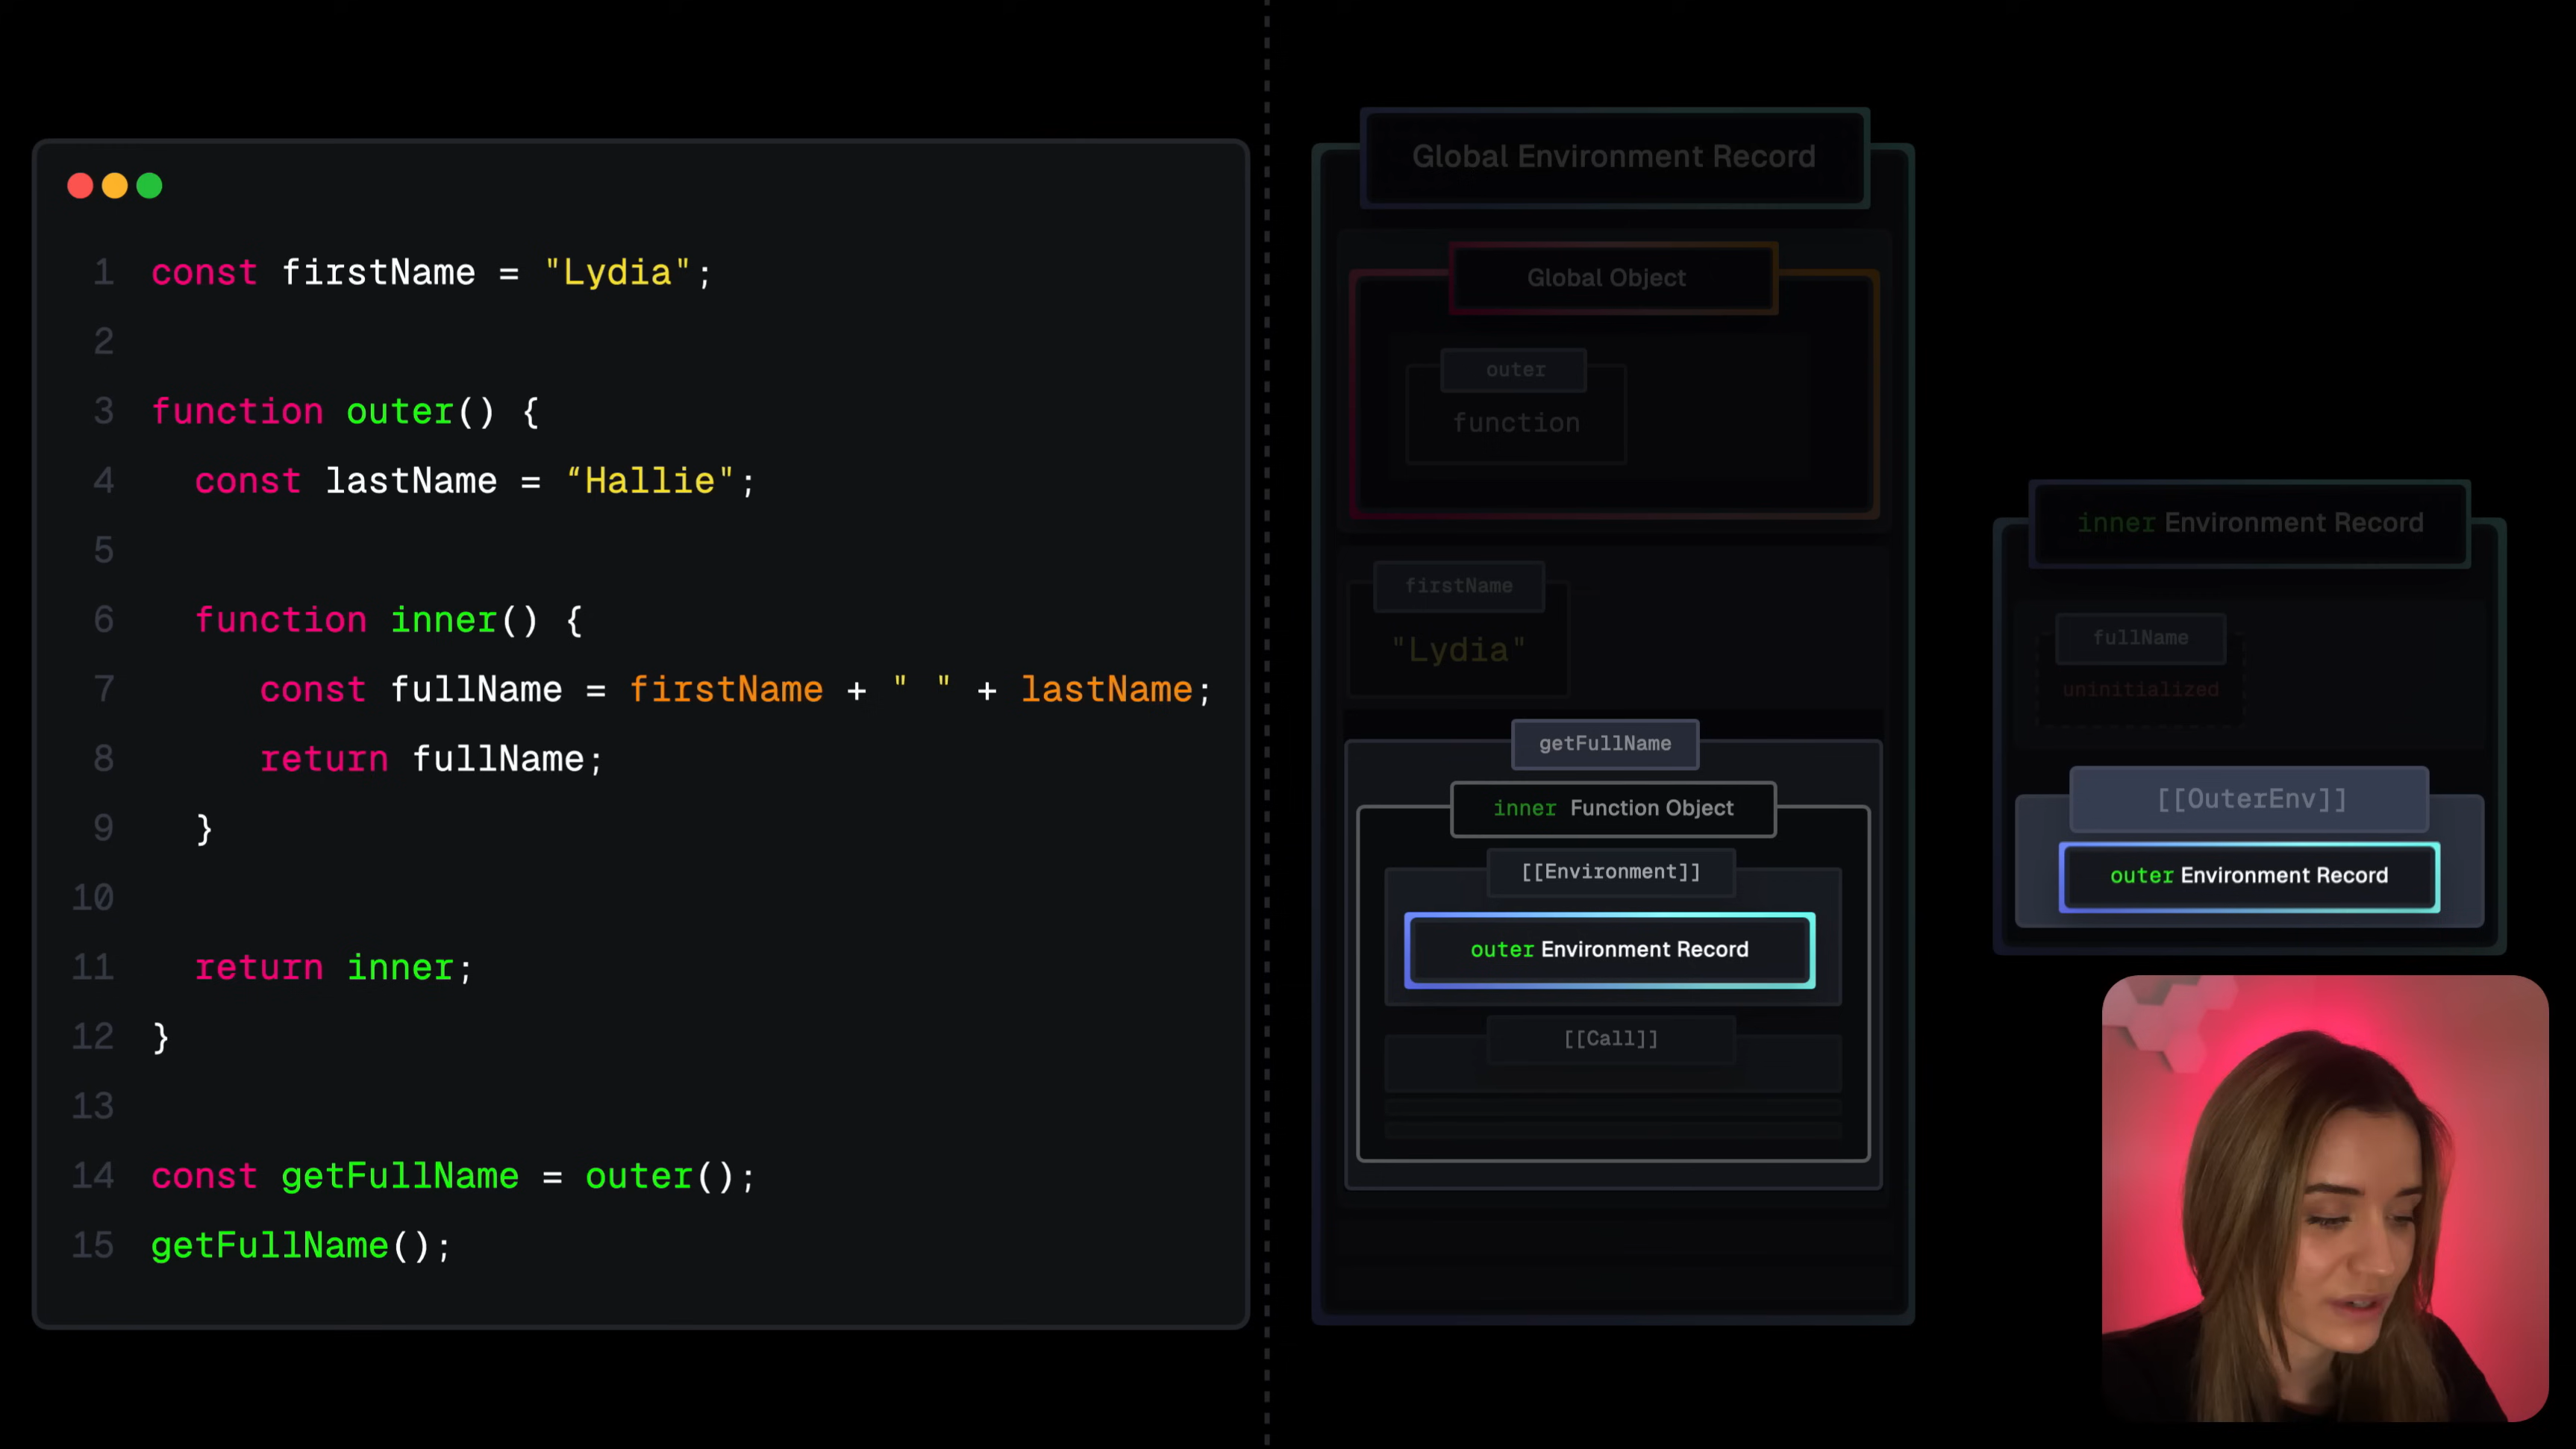 1 const firstName = "Lydia";
2
3 function outer() {
4 const lastName = “Hallie";
5
6 function inner() {
7 const fullName = firstName + " " + lastName;
8 return fullName;
9 }
10
11 return inner;
12 }
13
14 const getFullName = outer();
15 getFullName();
Global Environment Record
Global Object
outer
function
firstName
"Lydia"
getFullName
inner Function Object
[[Environment]]
outer Environment Record
[[Call]]
inner Environment Record
fullName
uninitialized
[[OuterEnv]]
outer Environment Record